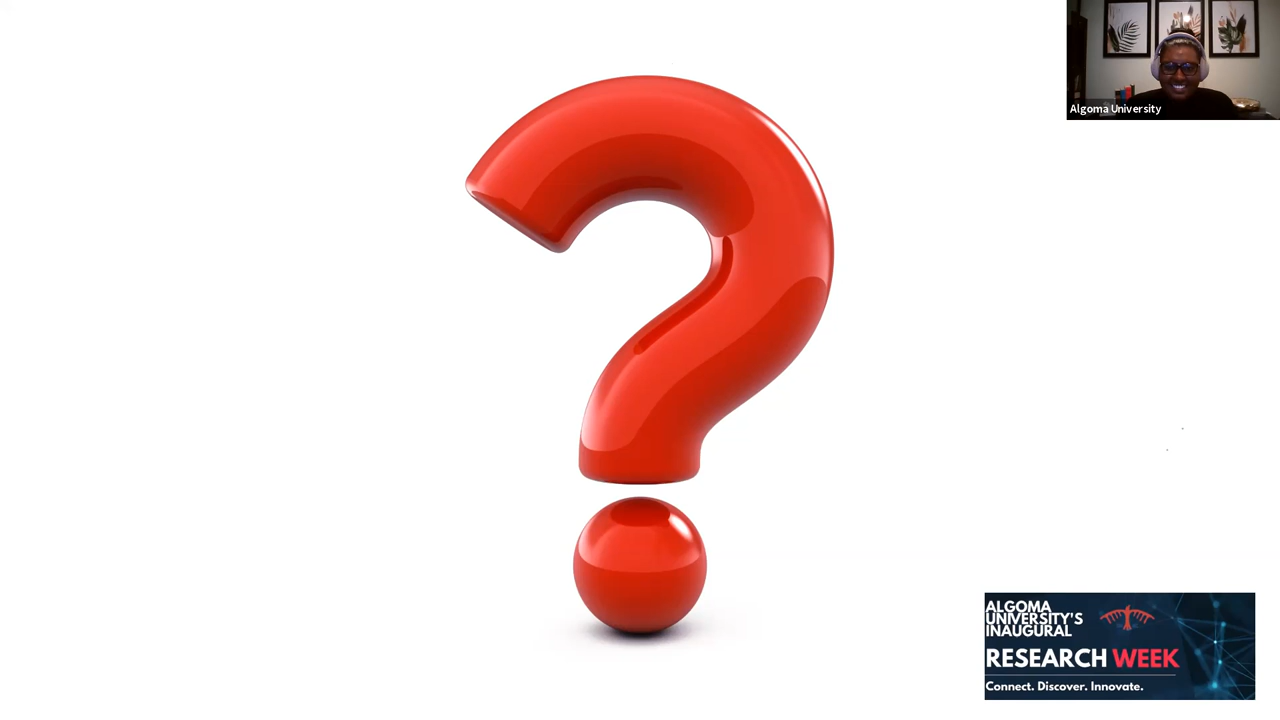 Algoma University
ALGOMA
UNIVERSITY'S
INAUGURAL
RESEARCH WEEK
Connect. Discover. Innovate.